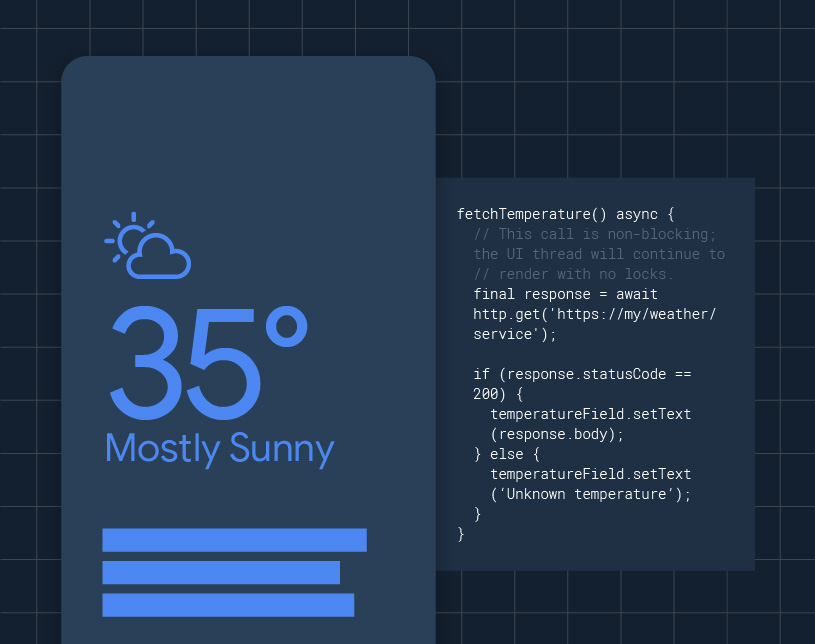 35°
Mostly Sunny
fetchTemperature() async {
// This call is non-blocking;
the UI thread will continue to
// render with no locks.
final response = await
http.get('https://my/weather/
service');
if (response.statusCode ==
200) {
temperatureField.setText
(response.body);
} else {
temperatureField.setText
(‘Unknown temperature’);
}
}